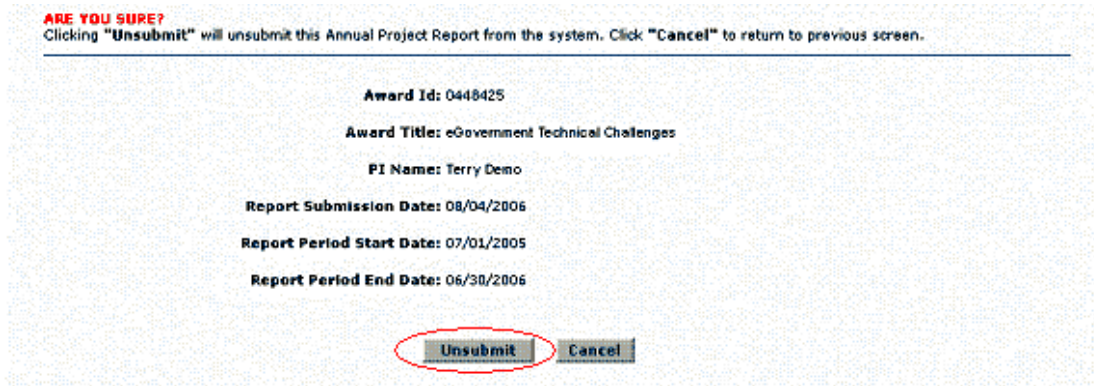 ARE YOU SURE?
Clicking "Unsubmit" will unsubmit this Annual Project Report from the system. Click "Cancel" to return to previous screen.
Award Id: 0448425
Award Title: eGovernment Technical Challenges
PI Name: Terry Demo
Report Submission Date: 08/04/2006
Report Period Start Date: 07/01/2005
Report Period End Date: 06/30/2006
Unsubmit Cancel